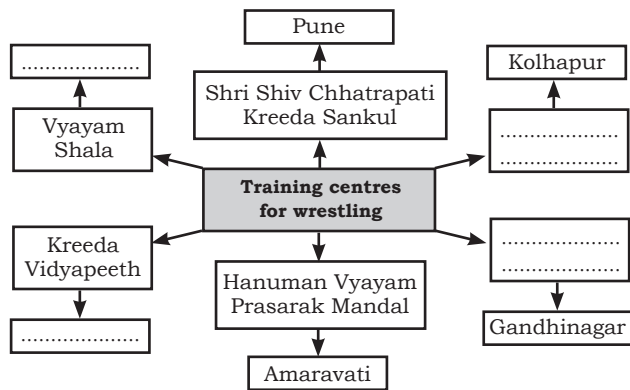 Pune
....................
Shri Shiv Chhatrapati
Kreeda Sankul
Kolhapur
Vyayam
Shala
....................
....................
Training centres
for wrestling
Kreeda
Vidyapeeth
....................
....................
Hanuman Vyayam
Prasarak Mandal
....................
Gandhinagar
Amaravati